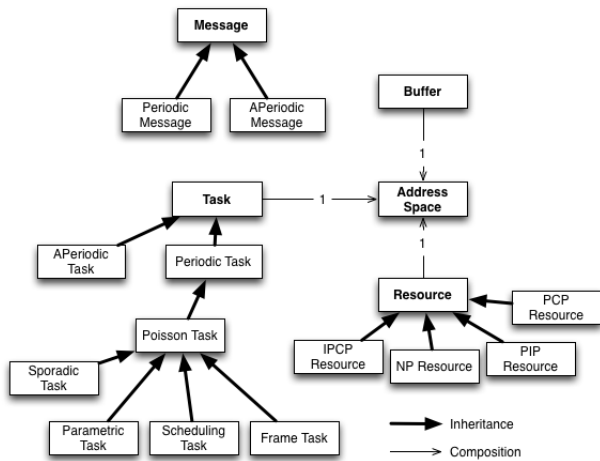 Message
Periodic
Message
APeriodic
Message
Buffer
1
Task
1
Address
Space
1
APeriodic
Task
Periodic Task
Resource
PCP
Resource
Poisson Task
IPCP
Resource
NP Resource
PIP
Resource
Sporadic
Task
Parametric
Task
Scheduling
Task
Frame Task
Inheritance
Composition